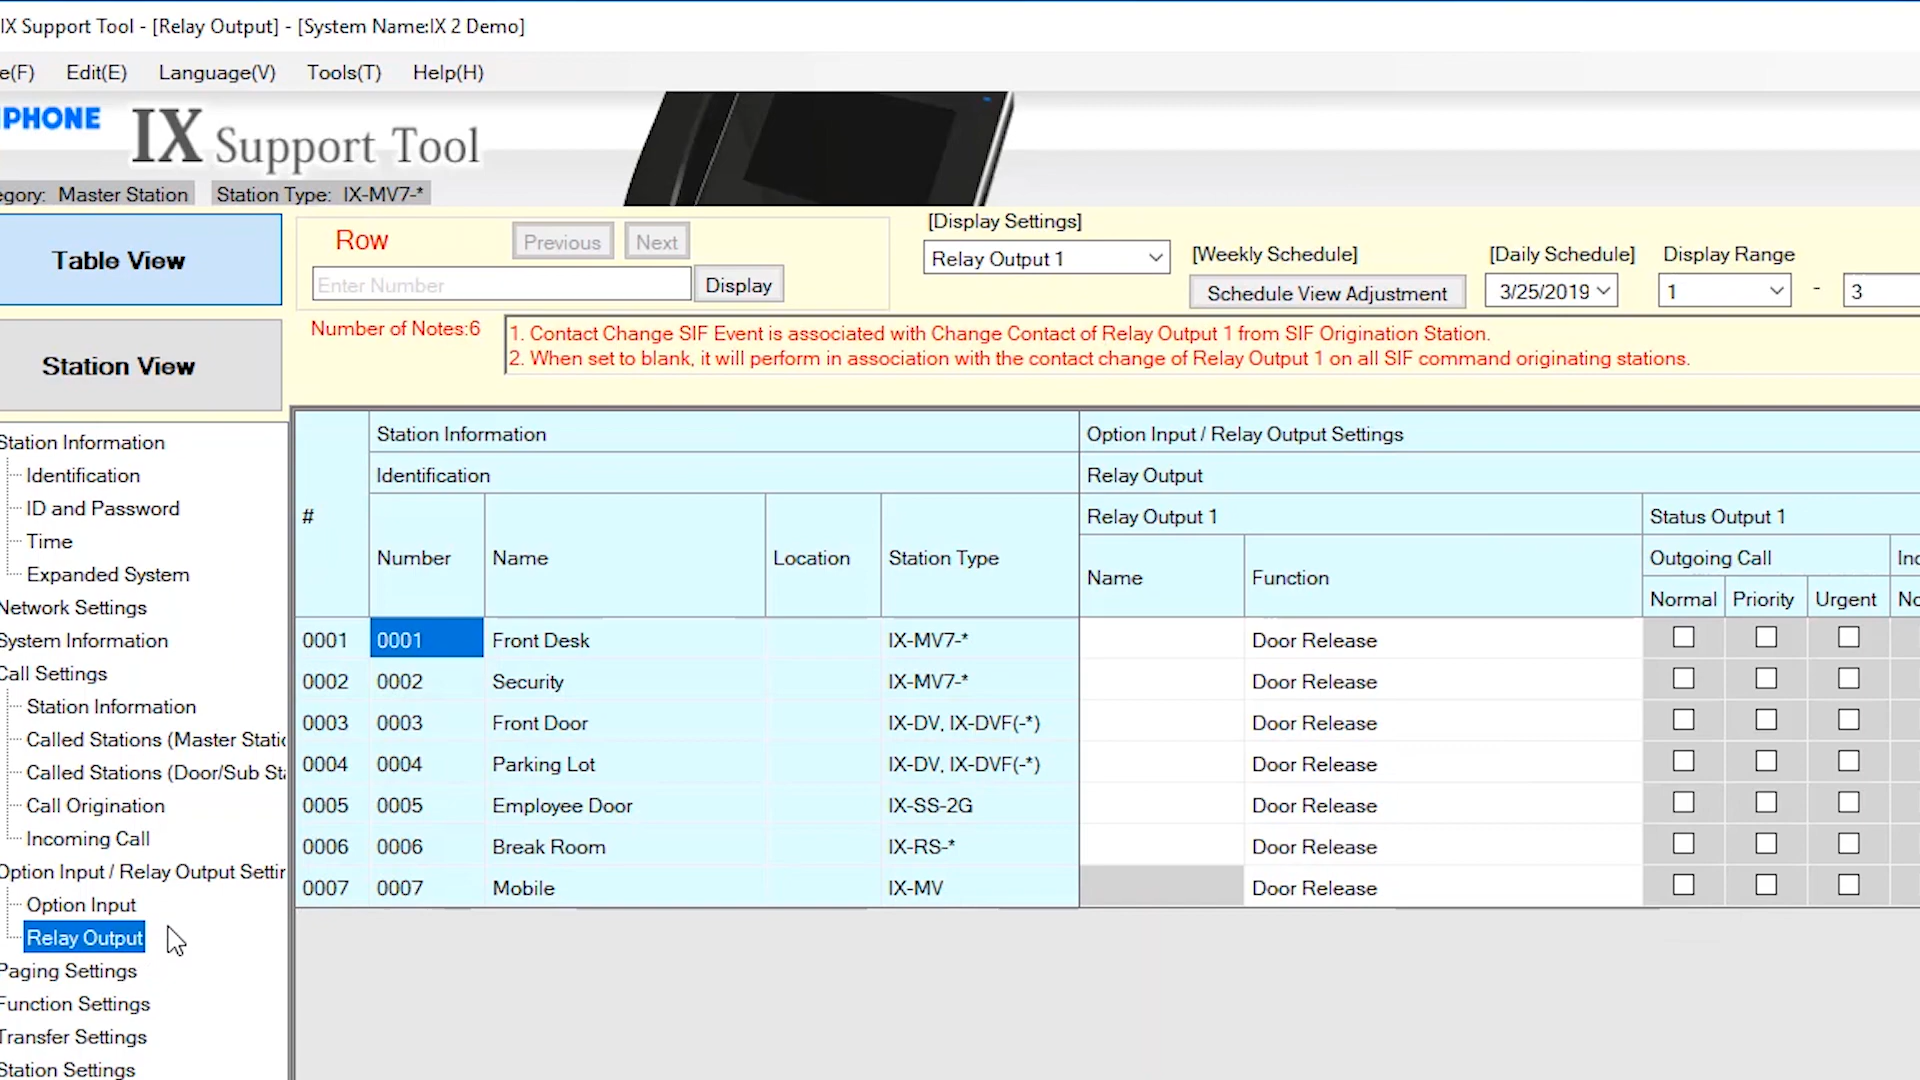 IX Support Tool - [Relay Output] - [System Name:IX 2 Demo]
e(F) Edit(E) Language(V) Tools(T) Help(H)
IPHONE IX Support Tool
egory: Master Station Station Type: IX-MV7-*
Table View
Station View
Row Previous Next
Enter Number Display
[Display Settings]
Relay Output 1
[Weekly Schedule]
Schedule View Adjustment
[Daily Schedule]
3/25/2019
Display Range
1 - 3
Number of Notes:6
1. Contact Change SIF Event is associated with Change Contact of Relay Output 1 from SIF Origination Station.
2. When set to blank, it will perform in association with the contact change of Relay Output 1 on all SIF command originating stations.
Station Information
Identification
ID and Password
Time
Expanded System
Network Settings
System Information
Call Settings
Station Information
Called Stations (Master Static
Called Stations (Door/Sub Sta
Call Origination
Incoming Call
Option Input / Relay Output Settin
Option Input
Relay Output
Paging Settings
Function Settings
Transfer Settings
Station Settings
Station Information Option Input / Relay Output Settings
Identification Relay Output
# Relay Output 1 Status Output 1
Number Name Location Station Type Name Function Outgoing Call Inc
Normal Priority Urgent No
0001 0001 Front Desk IX-MV7-* Door Release
0002 0002 Security IX-MV7-* Door Release
0003 0003 Front Door IX-DV, IX-DVF(-*) Door Release
0004 0004 Parking Lot IX-DV, IX-DVF(-*) Door Release
0005 0005 Employee Door IX-SS-2G Door Release
0006 0006 Break Room IX-RS-* Door Release
0007 0007 Mobile IX-MV Door Release